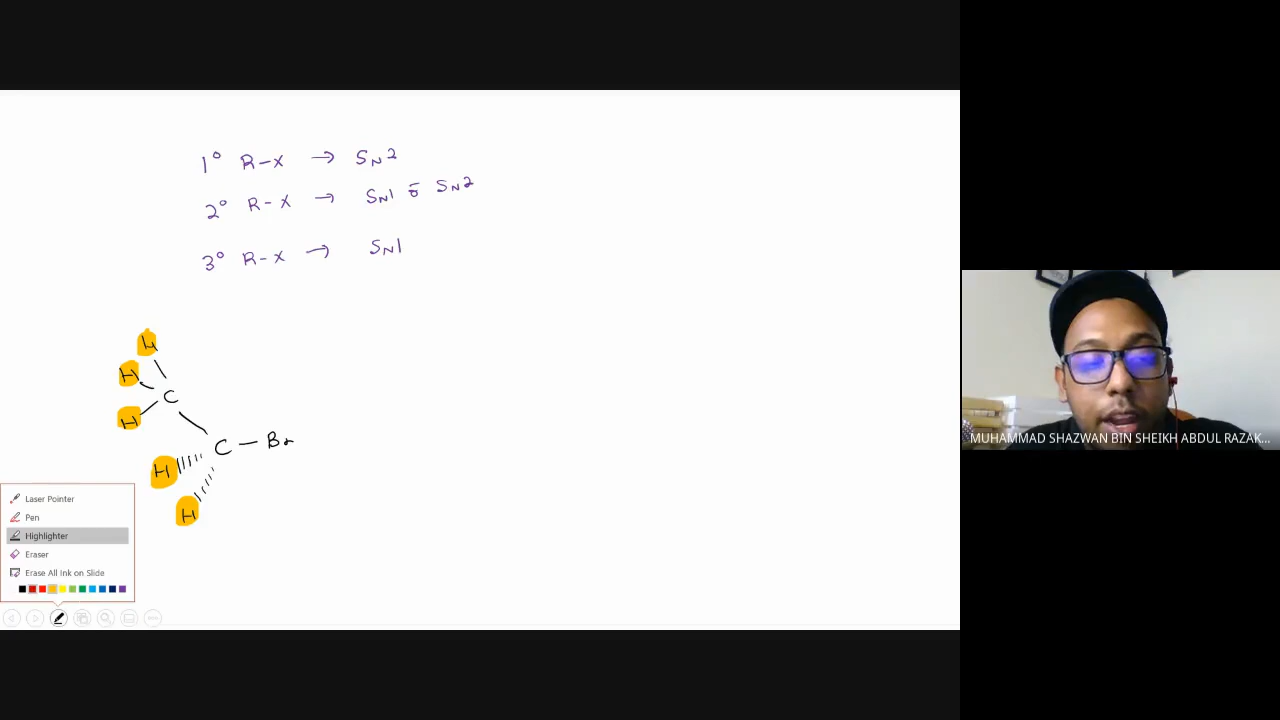 1° R-X → SN2
2° R-X → SN1 or SN2
3° R-X → SN1
H
H
C
H
C - Br
H
H
Laser Pointer
Pen
Highlighter
Eraser
Erase All Ink on Slide
MUHAMMAD SHAZWAN BIN SHEIKH ABDUL RAZAK...